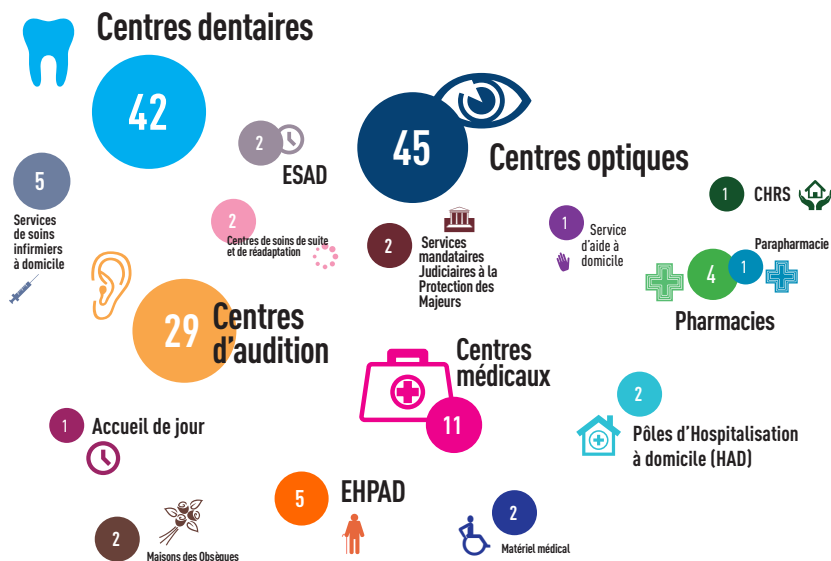 Centres dentaires
42
2
ESAD
45
Centres optiques
5
Services
de soins
infirmiers
à domicile
2
Centres de soins de suite
et de réadaptation
2
Services
mandataires
Judiciaires à la
Protection des
Majeurs
1
Service
d'aide à
domicile
1
CHRS
4
1
Parapharmacie
Pharmacies
29
Centres
d'audition
Centres
médicaux
11
1
Accueil de jour
2
Pôles d'Hospitalisation
à domicile (HAD)
5
EHPAD
2
Maisons des Obsèques
2
Matériel médical